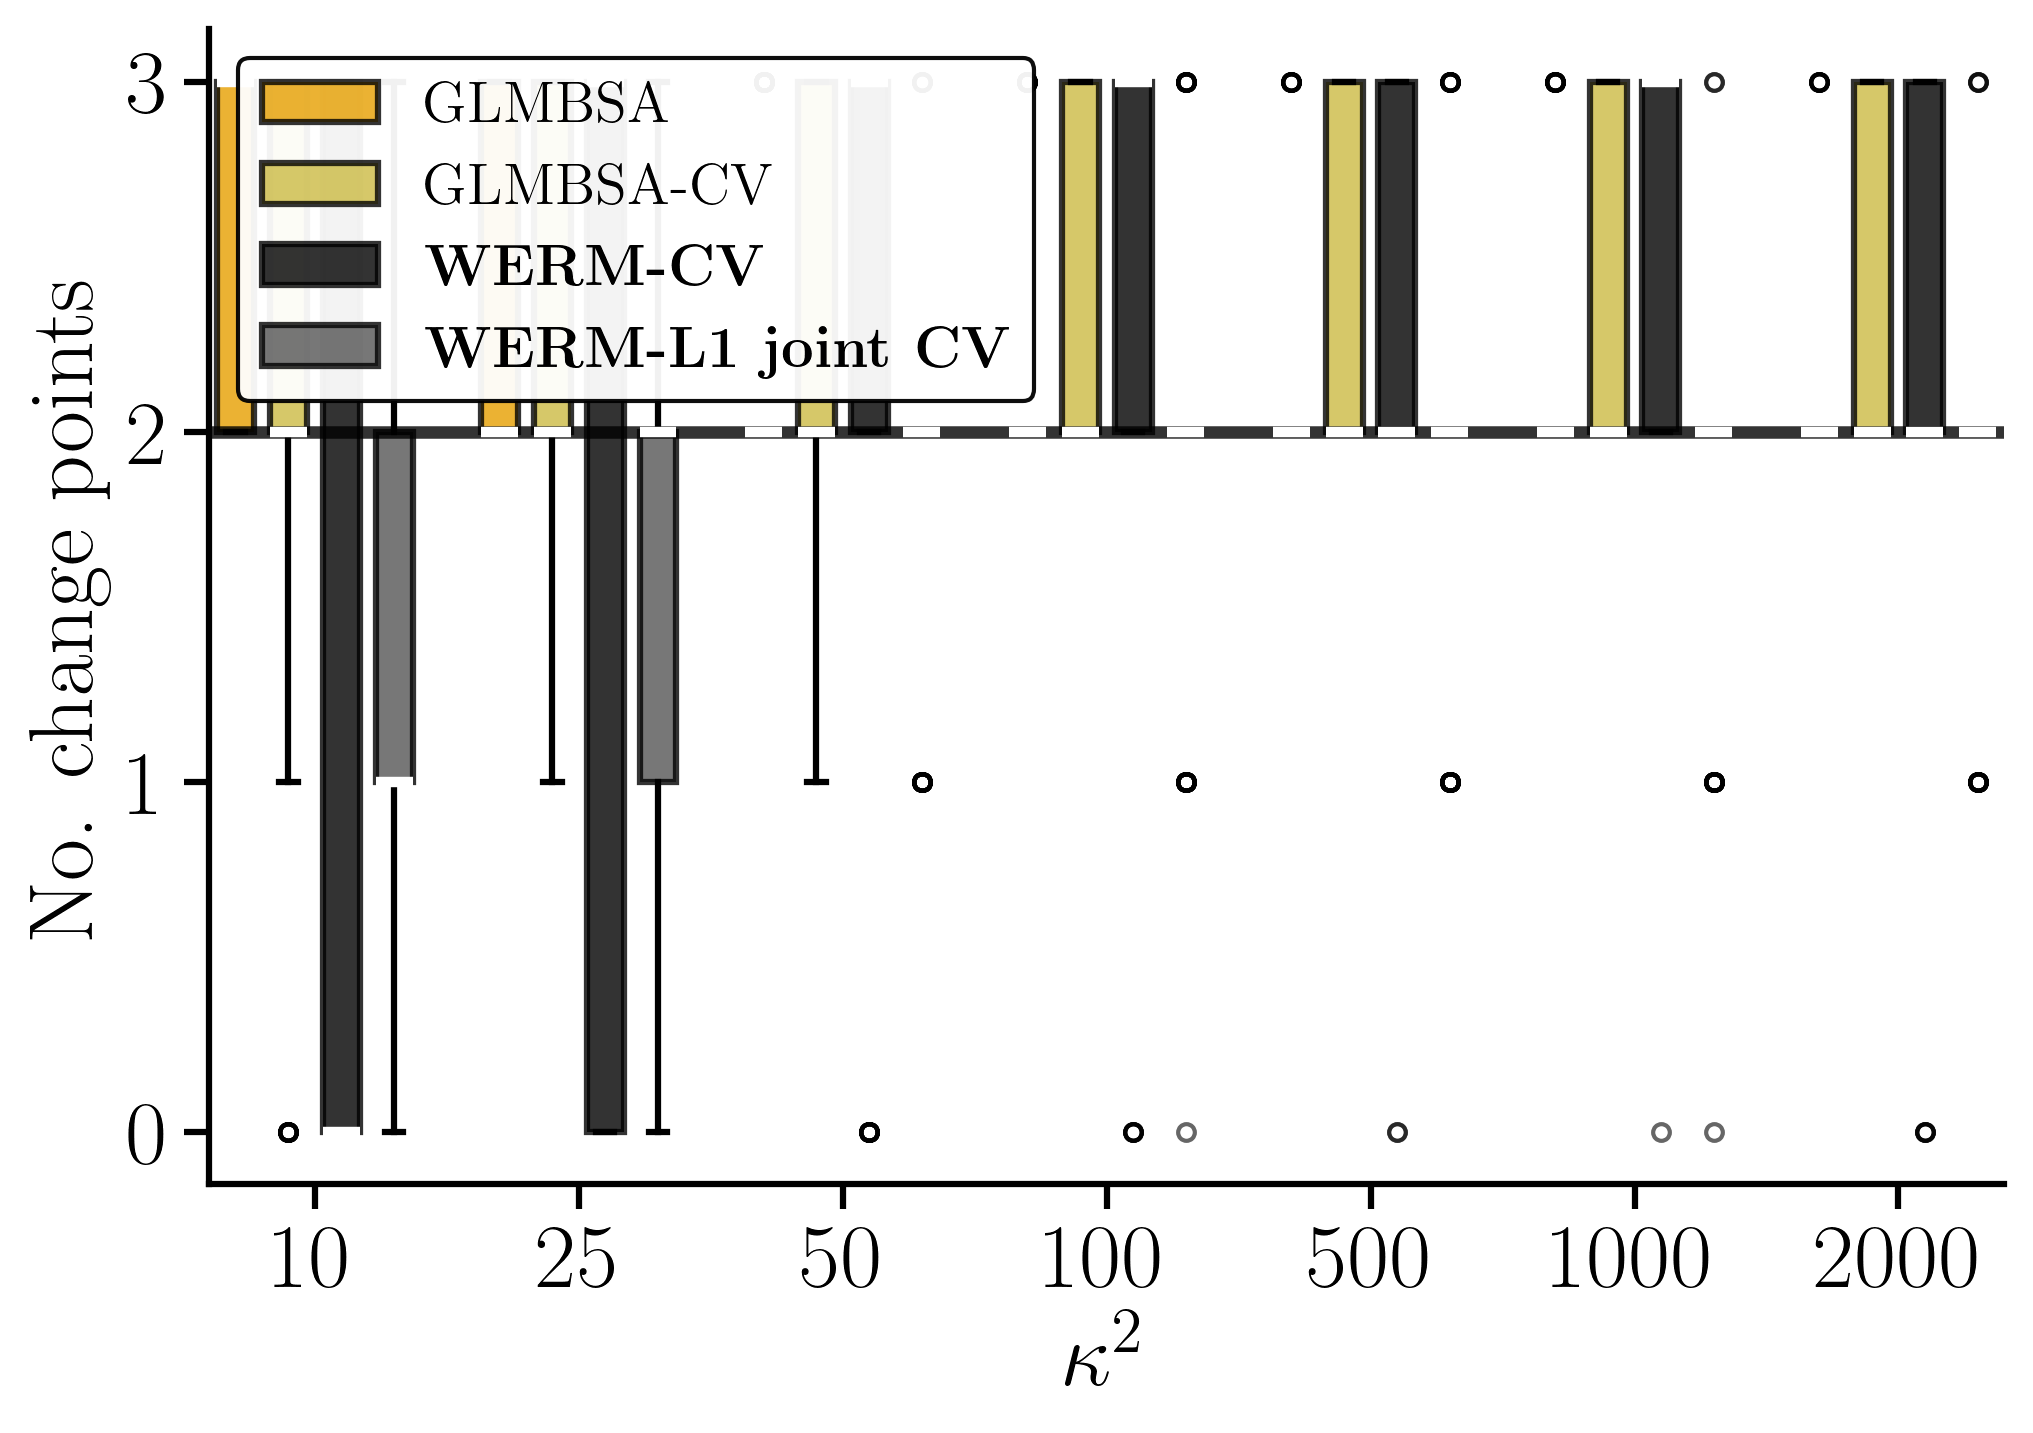 No. change points
3
2
1
0
GLMBSA
GLMBSA-CV
WERM-CV
WERM-L1 joint CV
10 25 50 100 500 1000 2000
κ²